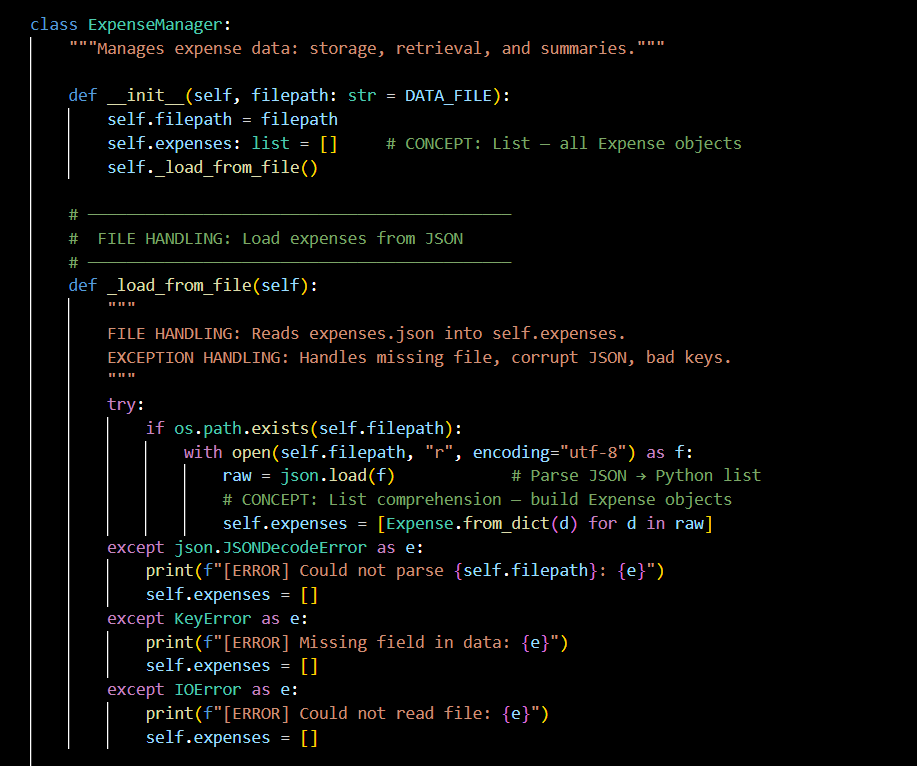 class ExpenseManager:
    """Manages expense data: storage, retrieval, and summaries."""

    def __init__(self, filepath: str = DATA_FILE):
        self.filepath = filepath
        self.expenses: list = []     # CONCEPT: List — all Expense objects
        self._load_from_file()

    # ────────────────────────────────────────────
    #  FILE HANDLING: Load expenses from JSON
    # ────────────────────────────────────────────
    def _load_from_file(self):
        """
        FILE HANDLING: Reads expenses.json into self.expenses.
        EXCEPTION HANDLING: Handles missing file, corrupt JSON, bad keys.
        """
        try:
            if os.path.exists(self.filepath):
                with open(self.filepath, "r", encoding="utf-8") as f:
                    raw = json.load(f)            # Parse JSON → Python list
                    # CONCEPT: List comprehension — build Expense objects
                    self.expenses = [Expense.from_dict(d) for d in raw]
        except json.JSONDecodeError as e:
            print(f"[ERROR] Could not parse {self.filepath}: {e}")
            self.expenses = []
        except KeyError as e:
            print(f"[ERROR] Missing field in data: {e}")
            self.expenses = []
        except IOError as e:
            print(f"[ERROR] Could not read file: {e}")
            self.expenses = []